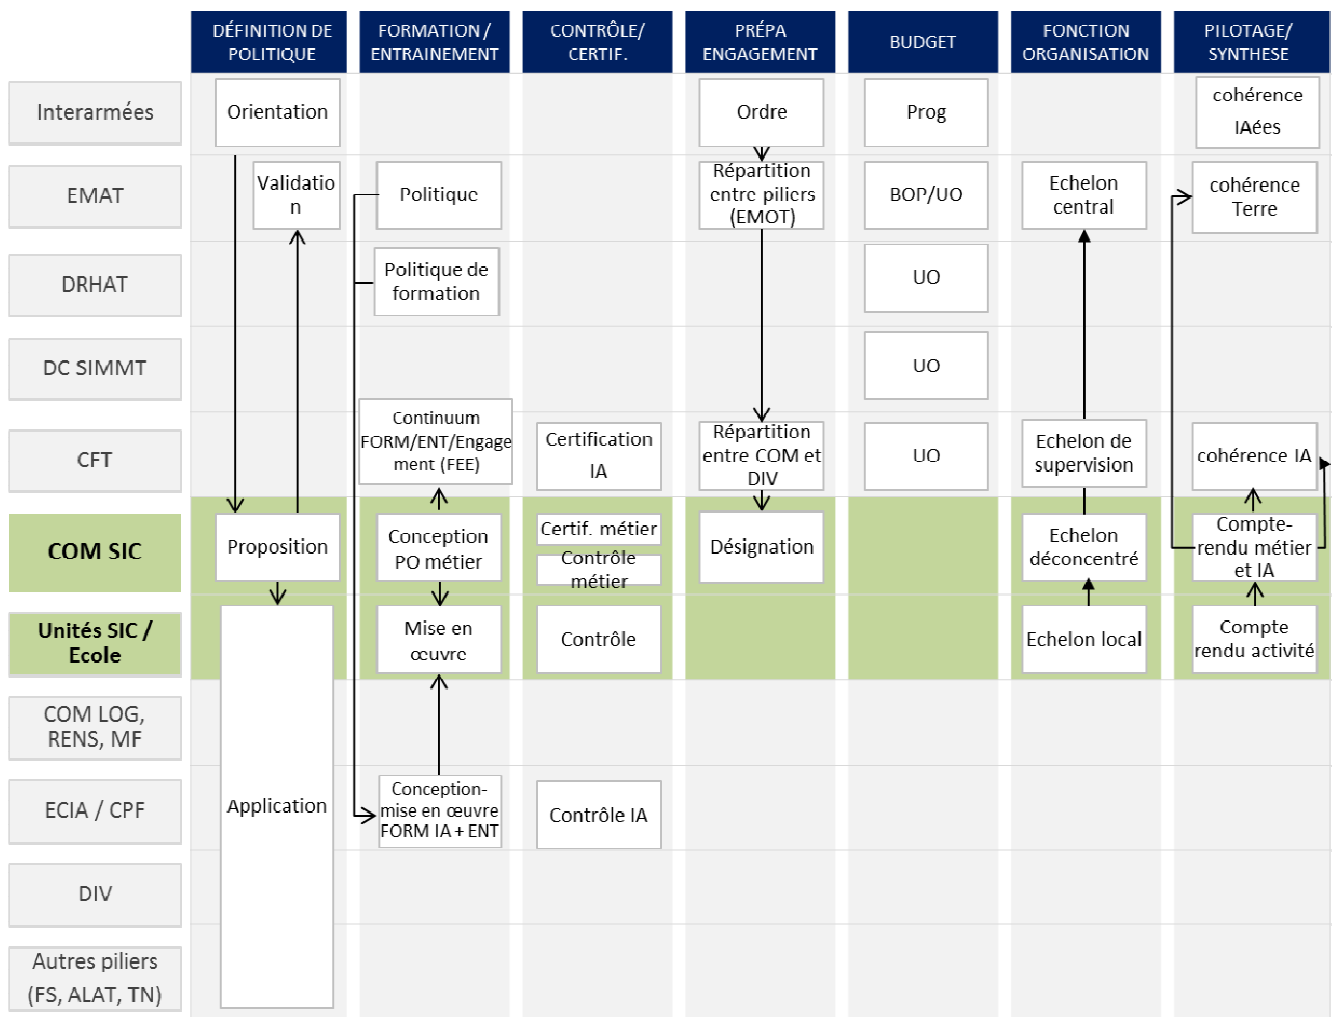 DÉFINITION DE
POLITIQUE
FORMATION /
ENTRAINEMENT
CONTRÔLE/
CERTIF.
PRÉPA
ENGAGEMENT
BUDGET
FONCTION
ORGANISATION
PILOTAGE/
SYNTHESE
Interarmées
Orientation
Ordre
Prog
cohérence
IAées
EMAT
Validatio
n
Politique
Répartition
entre piliers
(EMOT)
BOP/UO
Echelon
central
cohérence
Terre
DRHAT
Politique de
formation
UO
DC SIMMT
UO
CFT
Continuum
FORM/ENT/Engage
ment (FEE)
Certification
IA
Répartition
entre COM et
DIV
UO
Echelon de
supervision
cohérence IA
COM SIC
Proposition
Conception
PO métier
Certif. métier
Contrôle
métier
Désignation
Echelon
déconcentré
Compte-
rendu métier
et IA
Unités SIC /
Ecole
Mise en
œuvre
Contrôle
Echelon local
Compte
rendu activité
COM LOG,
RENS, MF
ECIA / CPF
Application
Conception-
mise en œuvre
FORM IA + ENT
Contrôle IA
DIV
Autres piliers
(FS, ALAT, TN)